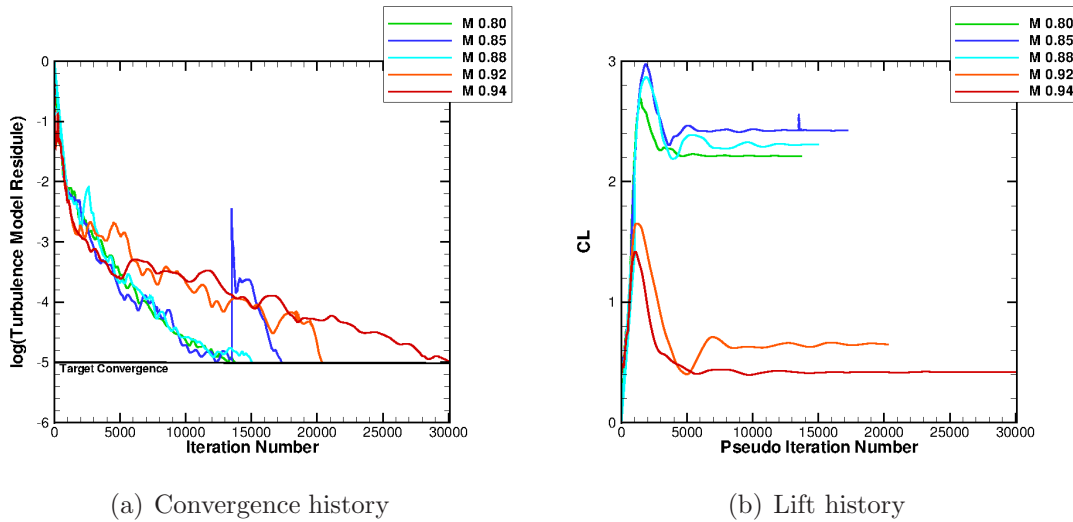 M 0.80
M 0.85
M 0.88
M 0.92
M 0.94
log(Turbulence Model Residule)
0
-1
-2
-3
-4
-5
-6
Target Convergence
0 5000 10000 15000 20000 25000 30000
Iteration Number
(a) Convergence history
M 0.80
M 0.85
M 0.88
M 0.92
M 0.94
CL
3
2
1
0
0 5000 10000 15000 20000 25000 30000
Pseudo Iteration Number
(b) Lift history